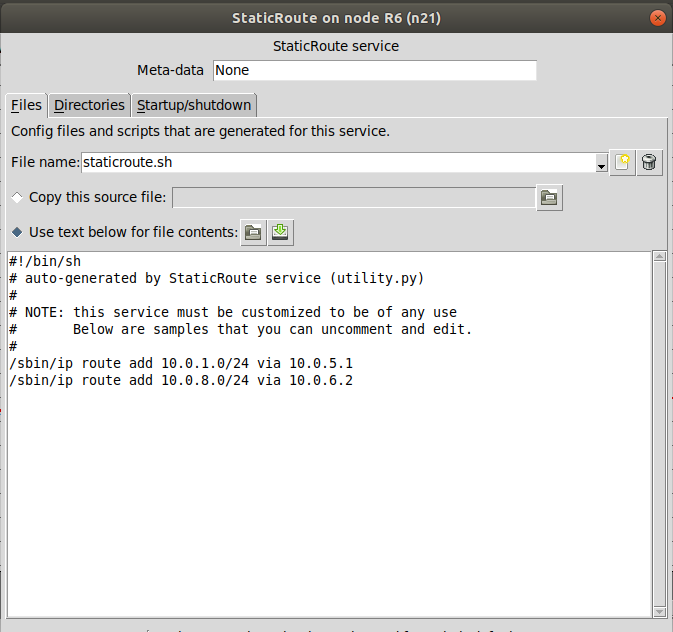 StaticRoute on node R6 (n21)
StaticRoute service
Meta-data None
Files Directories Startup/shutdown
Config files and scripts that are generated for this service.
File name: staticroute.sh
Copy this source file:
Use text below for file contents:
#!/bin/sh
# auto-generated by StaticRoute service (utility.py)
#
# NOTE: this service must be customized to be of any use
#       Below are samples that you can uncomment and edit.
#
/sbin/ip route add 10.0.1.0/24 via 10.0.5.1
/sbin/ip route add 10.0.8.0/24 via 10.0.6.2